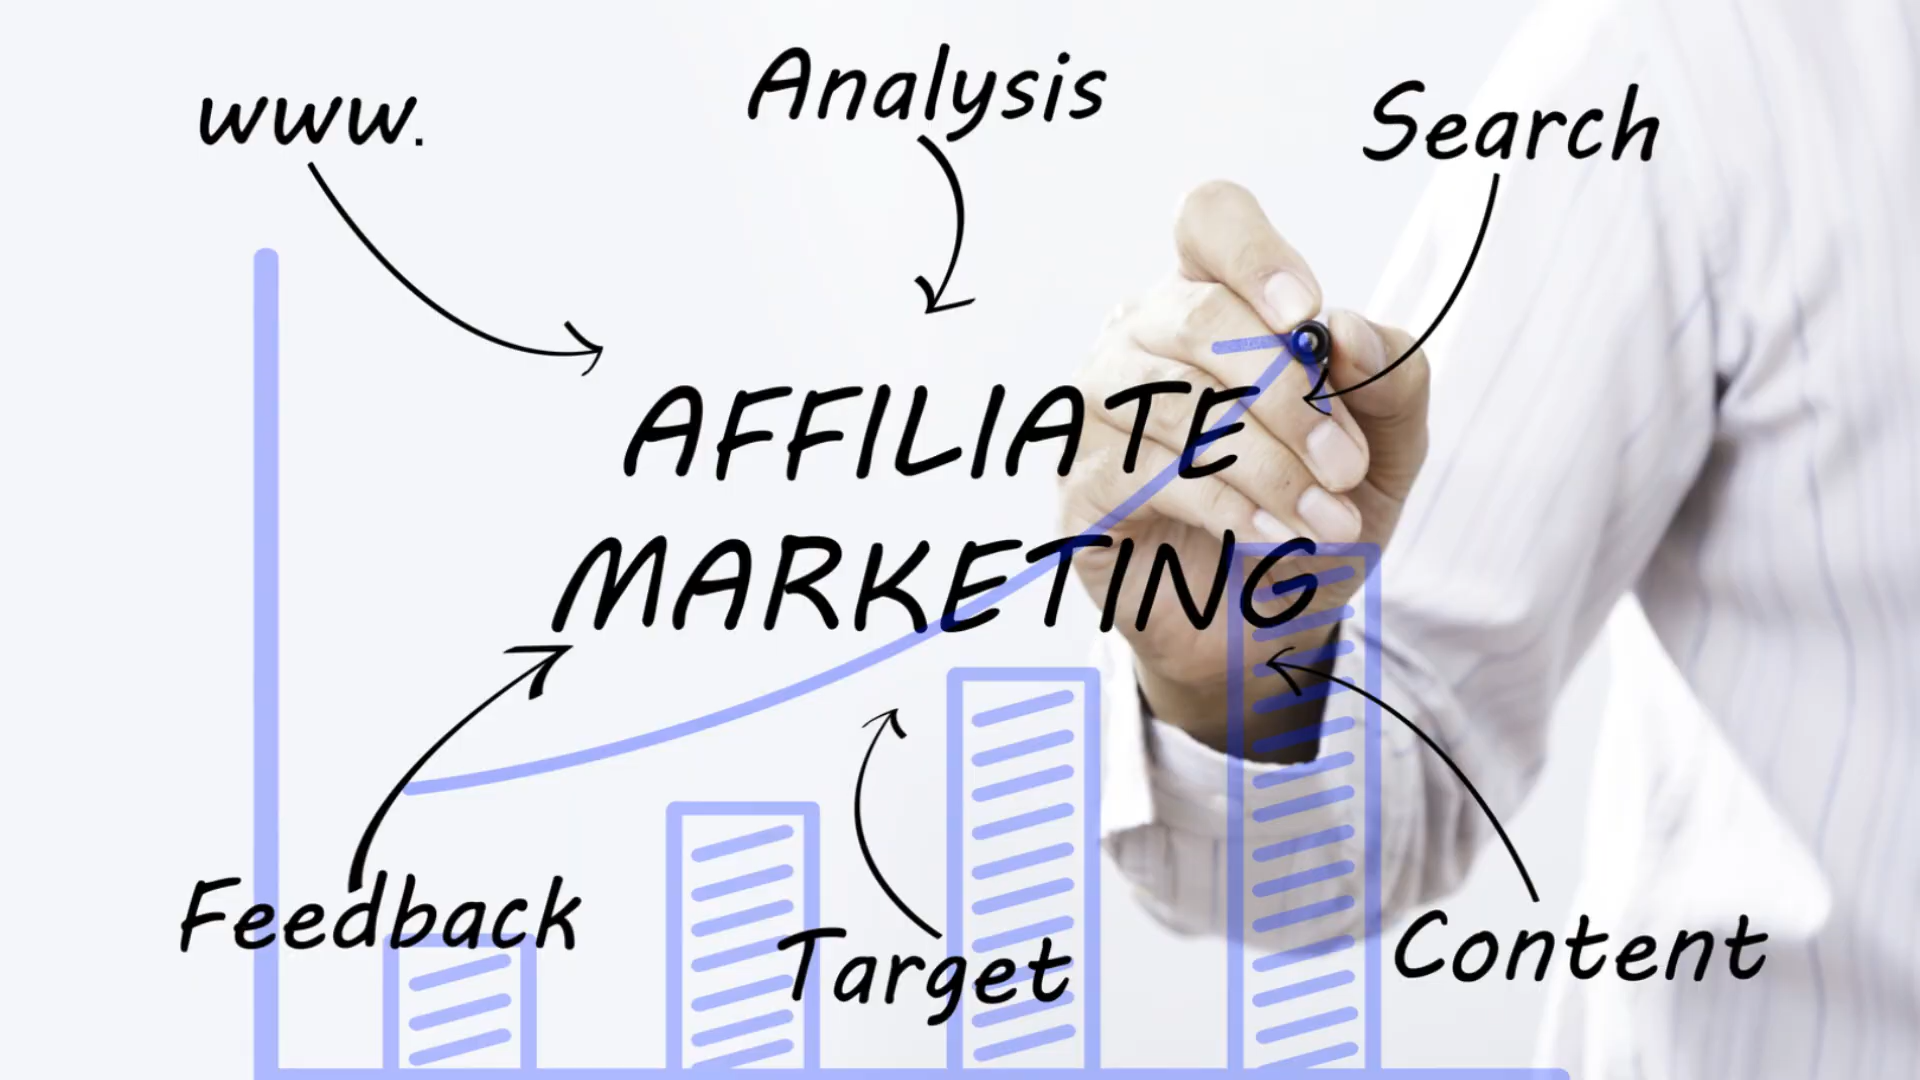 www.
Analysis
Search
AFFILIATE
MARKETING
Feedback
Target
Content